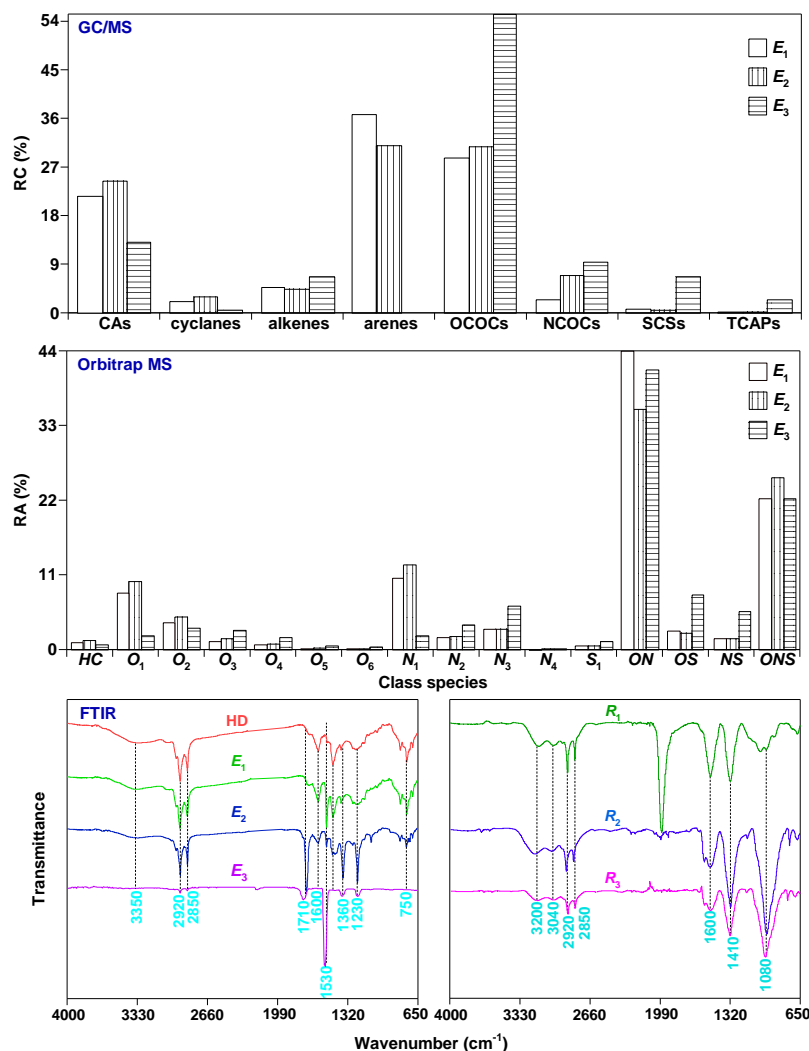 GC/MS
E1
E2
E3
RC (%)
54
45
36
27
18
9
0
CAs cyclanes alkenes arenes OCOCs NCOCs SCSs TCAPs
Orbitrap MS
E1
E2
E3
RA (%)
44
33
22
11
0
HC O1 O2 O3 O4 O5 O6 N1 N2 N3 N4 S1 ON OS NS ONS
Class species
FTIR
HD
E1
E2
E3
Transmittance
3350 2920 2850 1710 1600 1530 1360 1230 750
4000 3330 2660 1990 1320 650
R1
R2
R3
3200 3040 2920 2850 1600 1410 1080
4000 3330 2660 1990 1320 650
Wavenumber (cm-1)